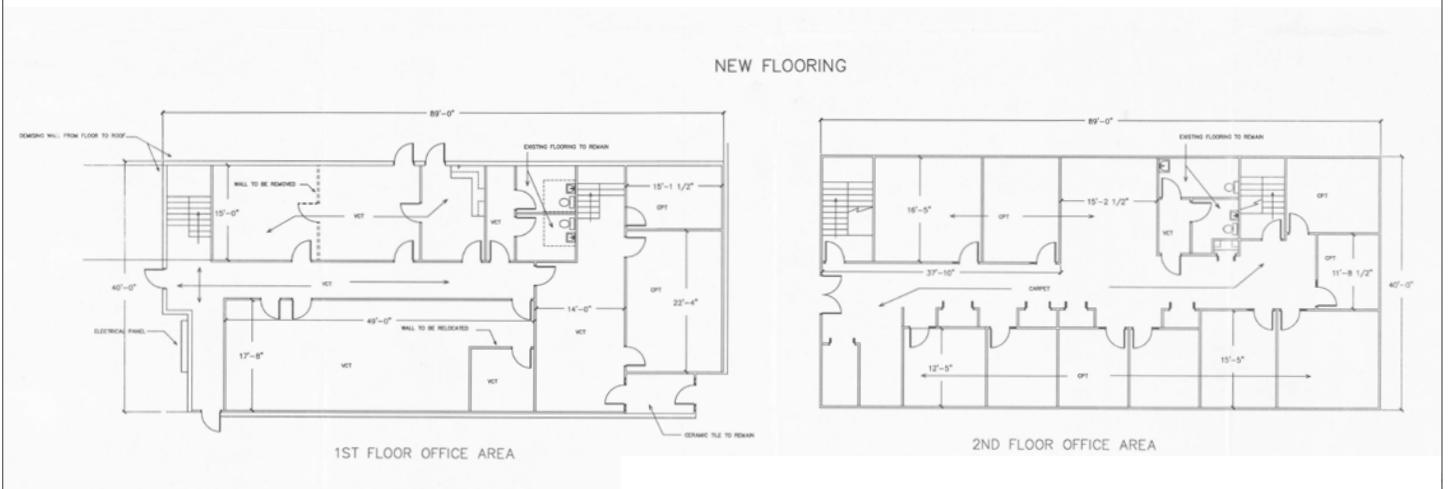 NEW FLOORING
89'-0"
DEMISING WALL FROM FLOOR TO ROOF
EXISTING FLOORING TO REMAIN
WALL TO BE REMOVED
15'-1 1/2"
CPT
15'-0"
VCT
VCT
VCT
40'-0"
14'-0"
CPT
22'-4"
49'-0"
WALL TO BE RELOCATED
ELECTRICAL PANEL
VCT
17'-8"
VCT
VCT
CERAMIC TILE TO REMAIN
1ST FLOOR OFFICE AREA
89'-0"
EXISTING FLOORING TO REMAIN
16'-5"
CPT
15'-2 1/2"
CPT
VCT
CPT
37'-10"
11'-8 1/2"
CARPET
40'-0"
12'-5"
15'-5"
CPT
2ND FLOOR OFFICE AREA